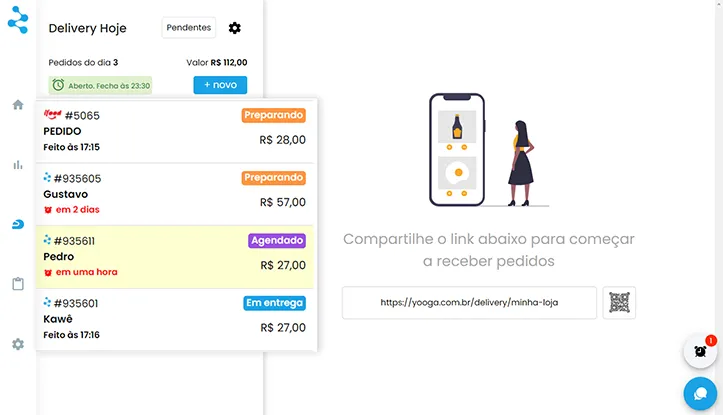 Delivery Hoje
Pendentes
Pedidos do dia 3
Valor R$ 112,00
Aberto. Fecha às 23:30
+ novo
ifood #5065
Preparando
PEDIDO
R$ 28,00
Feito às 17:15
#935605
Preparando
Gustavo
R$ 57,00
em 2 dias
#935611
Agendado
Pedro
R$ 27,00
em uma hora
#935601
Em entrega
Kawê
R$ 27,00
Feito às 17:16
Compartilhe o link abaixo para começar
a receber pedidos
https://yooga.com.br/delivery/minha-loja
1